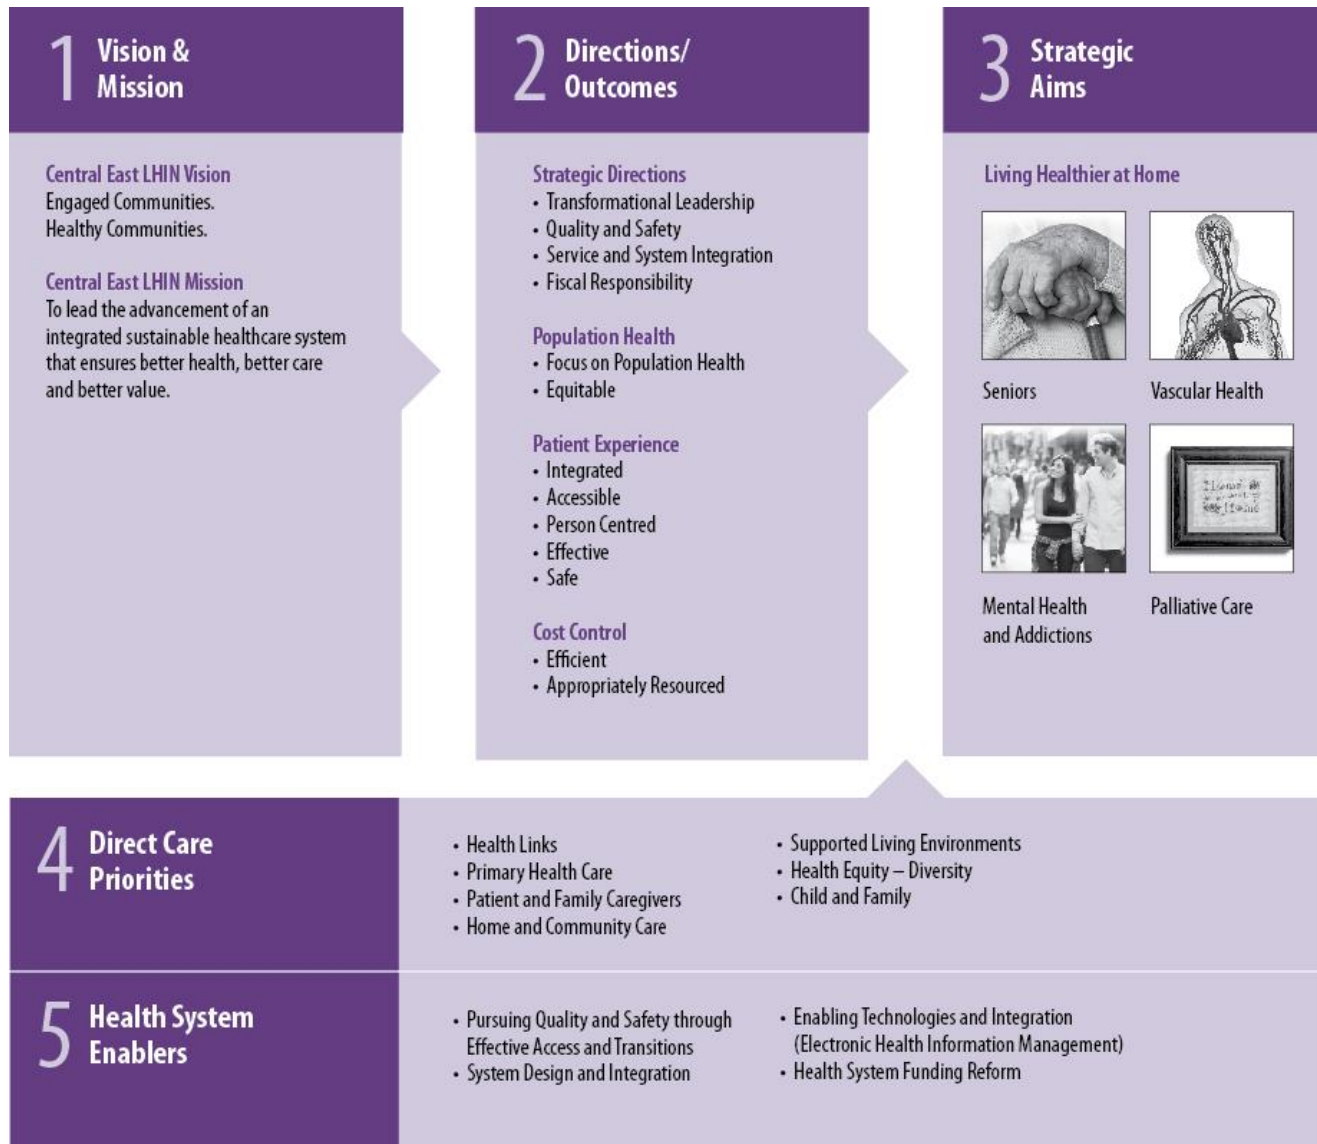 1 Vision &
Mission
Central East LHIN Vision
Engaged Communities.
Healthy Communities.
Central East LHIN Mission
To lead the advancement of an
integrated sustainable healthcare system
that ensures better health, better care
and better value.
2 Directions/
Outcomes
Strategic Directions
• Transformational Leadership
• Quality and Safety
• Service and System Integration
• Fiscal Responsibility
Population Health
• Focus on Population Health
• Equitable
Patient Experience
• Integrated
• Accessible
• Person Centred
• Effective
• Safe
Cost Control
• Efficient
• Appropriately Resourced
3 Strategic
Aims
Living Healthier at Home
Seniors
Vascular Health
Mental Health
and Addictions
Palliative Care
4 Direct Care
Priorities
• Health Links
• Primary Health Care
• Patient and Family Caregivers
• Home and Community Care
• Supported Living Environments
• Health Equity – Diversity
• Child and Family
5 Health System
Enablers
• Pursuing Quality and Safety through
Effective Access and Transitions
• System Design and Integration
• Enabling Technologies and Integration
(Electronic Health Information Management)
• Health System Funding Reform